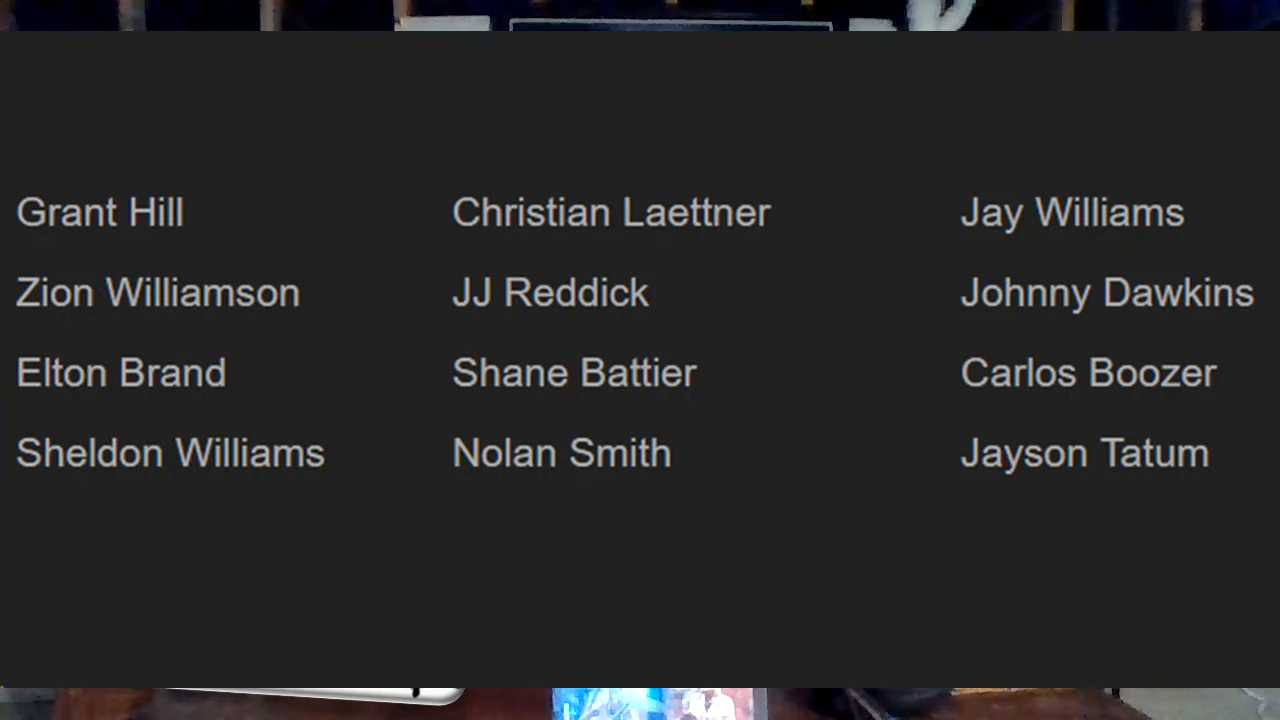 Grant Hill
Christian Laettner
Jay Williams
Zion Williamson
JJ Reddick
Johnny Dawkins
Elton Brand
Shane Battier
Carlos Boozer
Sheldon Williams
Nolan Smith
Jayson Tatum